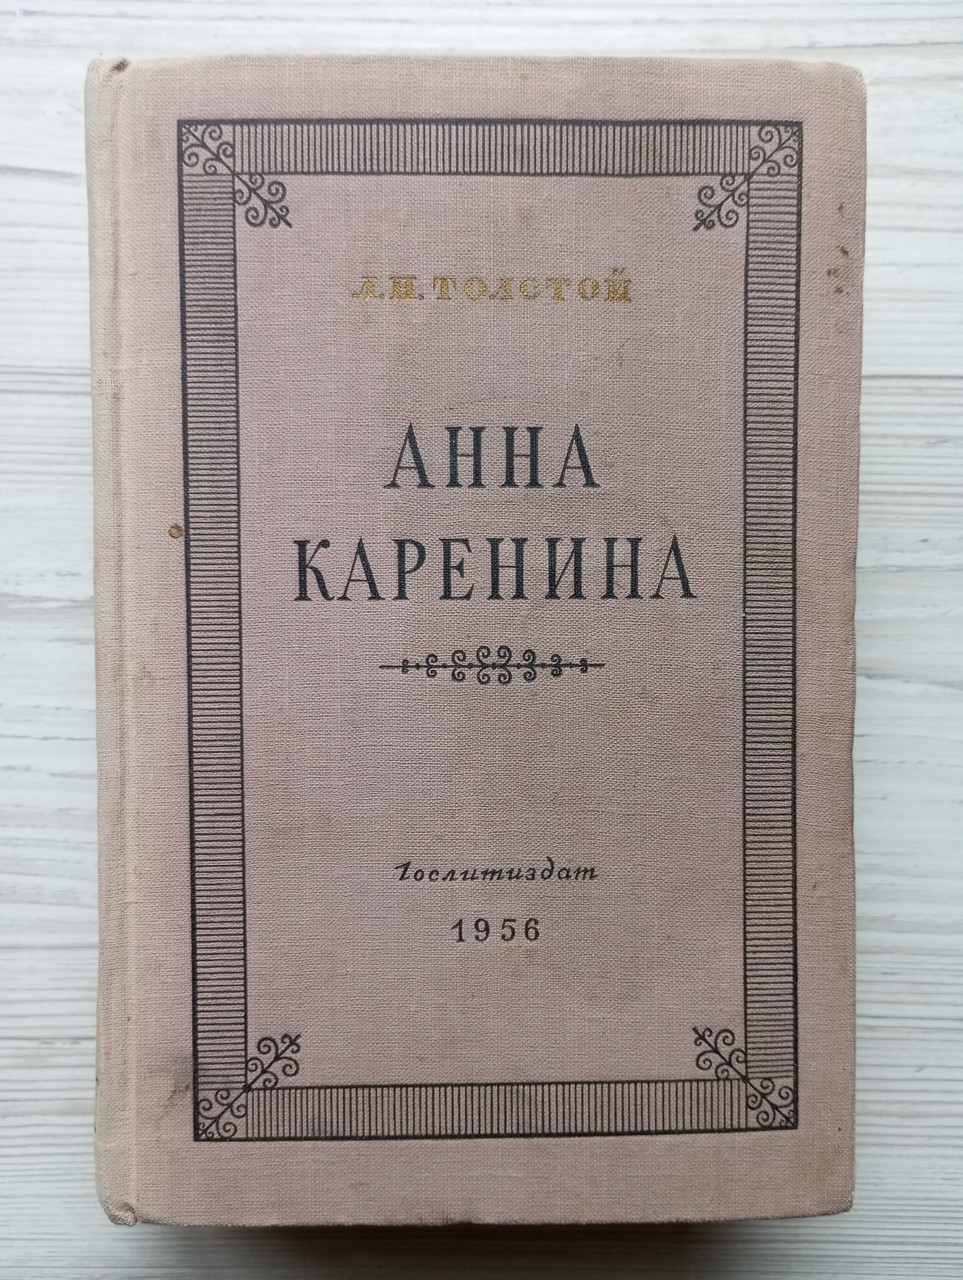 Л.Н.ТОЛСТОЙ
АННА
КАРЕНИНА
Гослитиздат
1956